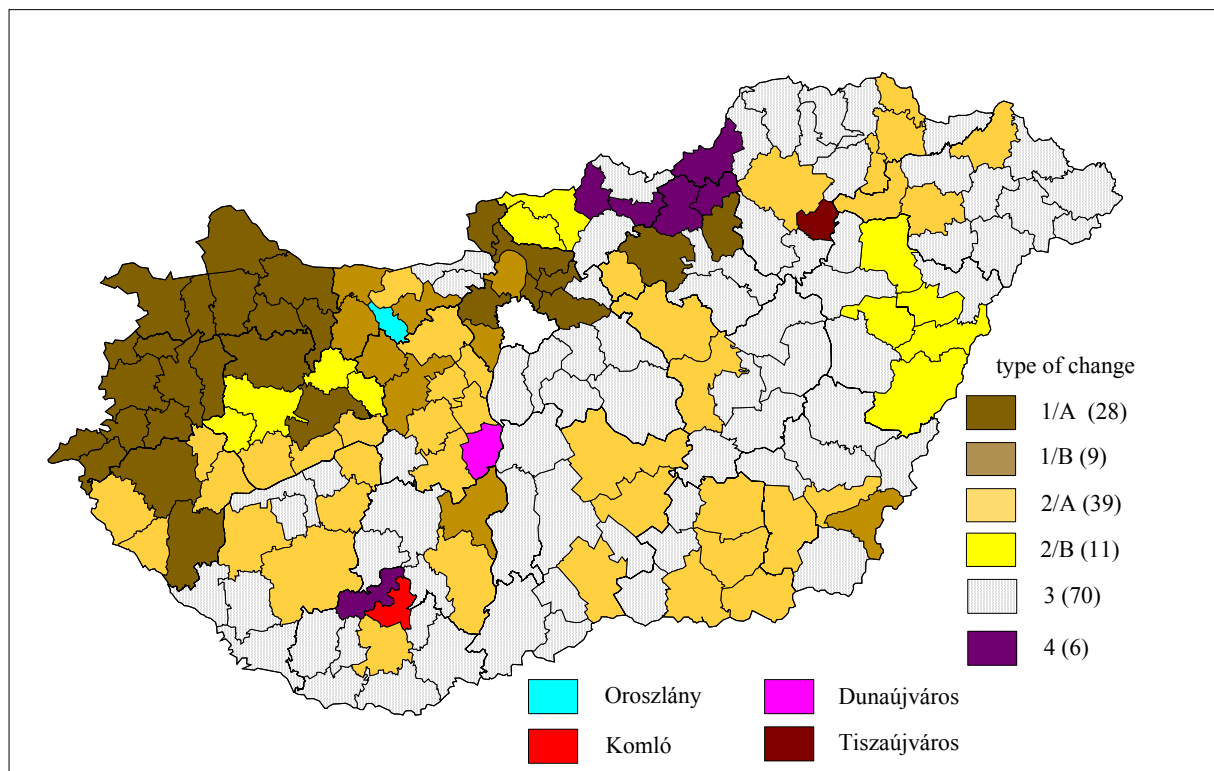 type of change
1/A (28)
1/B (9)
2/A (39)
2/B (11)
3 (70)
4 (6)
Oroszlány
Dunaújváros
Komló
Tiszaújváros